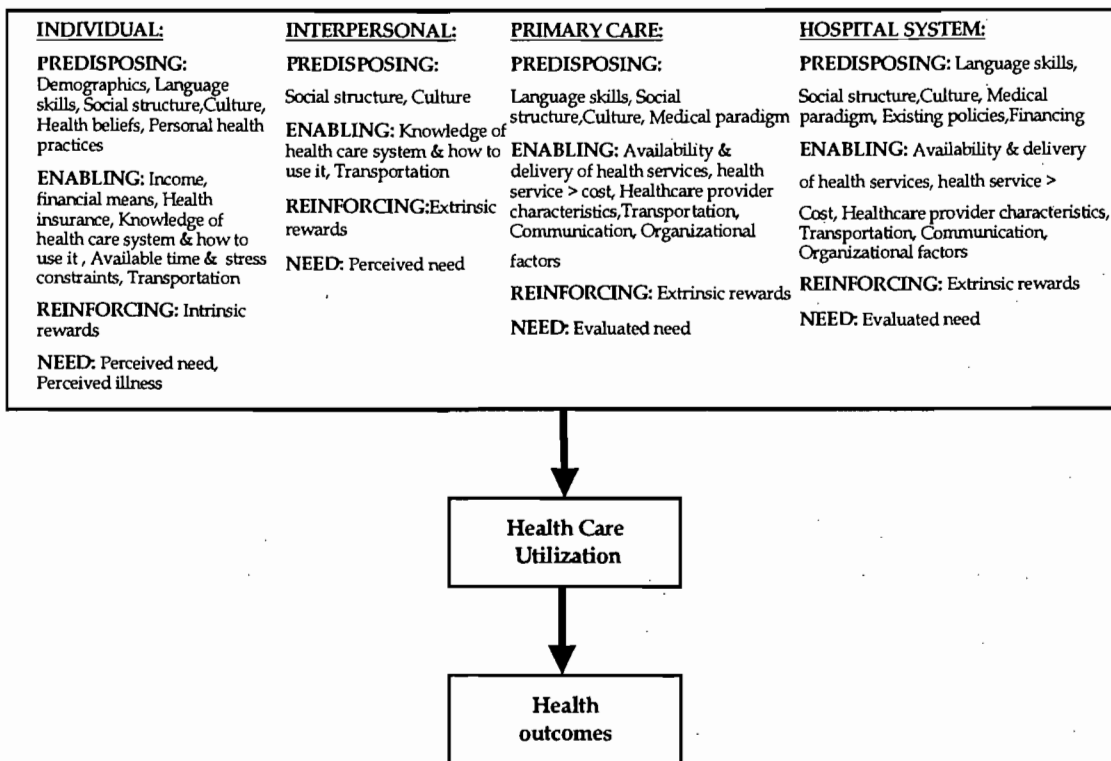 INDIVIDUAL:
PREDISPOSING:
Demographics, Language
skills, Social structure,Culture,
Health beliefs, Personal health
practices
ENABLING: Income,
financial means, Health
insurance, Knowledge of
health care system & how to
use it , Available time & stress
constraints, Transportation
REINFORCING: Intrinsic
rewards
NEED: Perceived need,
Perceived illness
INTERPERSONAL:
PREDISPOSING:
Social structure, Culture
ENABLING: Knowledge of
health care system & how to
use it, Transportation
REINFORCING:Extrinsic
rewards
NEED: Perceived need
PRIMARY CARE:
PREDISPOSING:
Language skills, Social
structure,Culture, Medical paradigm
ENABLING: Availability &
delivery of health services, health
service > cost, Healthcare provider
characteristics,Transportation,
Communication, Organizational
factors
REINFORCING: Extrinsic rewards
NEED: Evaluated need
HOSPITAL SYSTEM:
PREDISPOSING: Language skills,
Social structure,Culture, Medical
paradigm, Existing policies,Financing
ENABLING: Availability & delivery
of health services, health service >
Cost, Healthcare provider characteristics,
Transportation, Communication,
Organizational factors
REINFORCING: Extrinsic rewards
NEED: Evaluated need
Health Care
Utilization
Health
outcomes